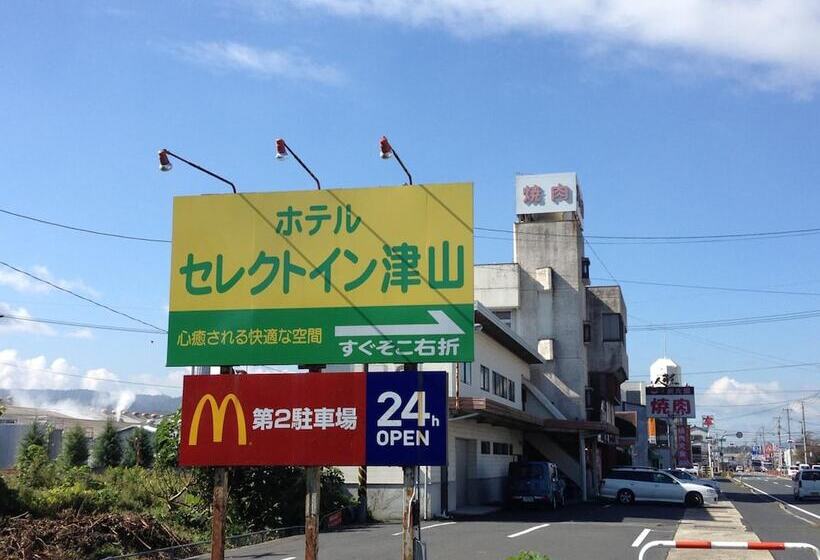 ホテル
セレクトイン津山
心癒される快適な空間
すぐそこ右折
第2駐車場
24h
OPEN
焼肉
焼肉